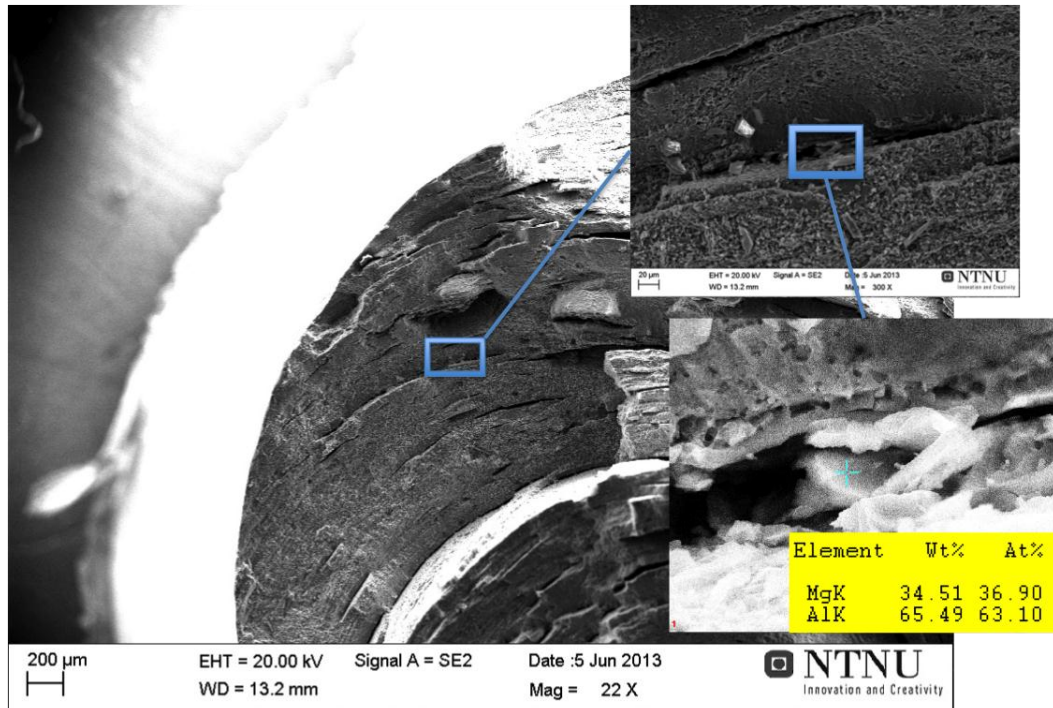 20 µm
EHT = 20.00 kV Signal A = SE2 Date :5 Jun 2013
WD = 13.2 mm Mag = 300 X
NTNU
Innovation and Creativity
Element Wt% At%
MgK 34.51 36.90
AlK 65.49 63.10
1
200 µm
EHT = 20.00 kV Signal A = SE2 Date :5 Jun 2013
WD = 13.2 mm Mag = 22 X
NTNU
Innovation and Creativity